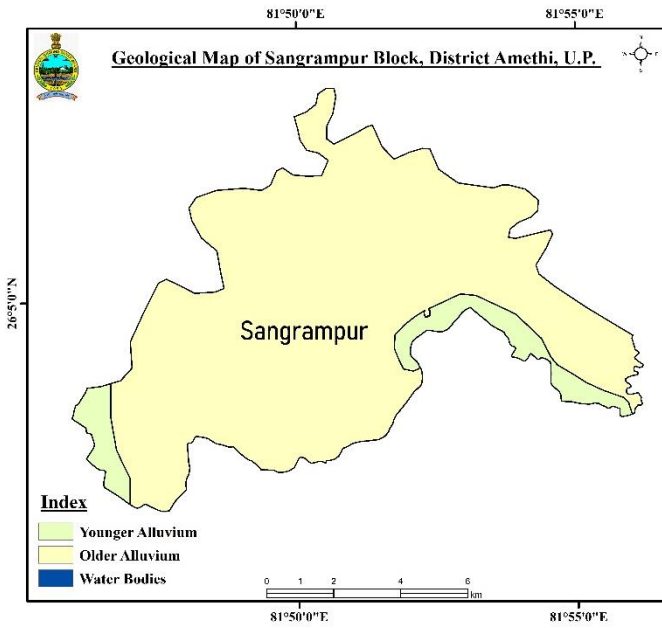 81°50'0"E
81°55'0"E
Geological Map of Sangrampur Block, District Amethi, U.P.
N
W
E
S
26°5'0"N
Sangrampur
Index
Younger Alluvium
Older Alluvium
Water Bodies
0 1 2 4 6
km
81°50'0"E
81°55'0"E